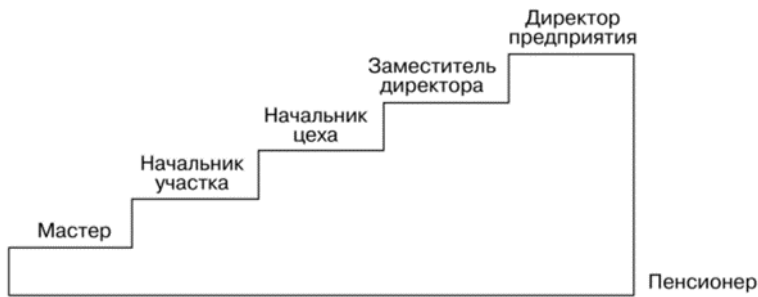 Директор
предприятия
Заместитель
директора
Начальник
цеха
Начальник
участка
Мастер
Пенсионер